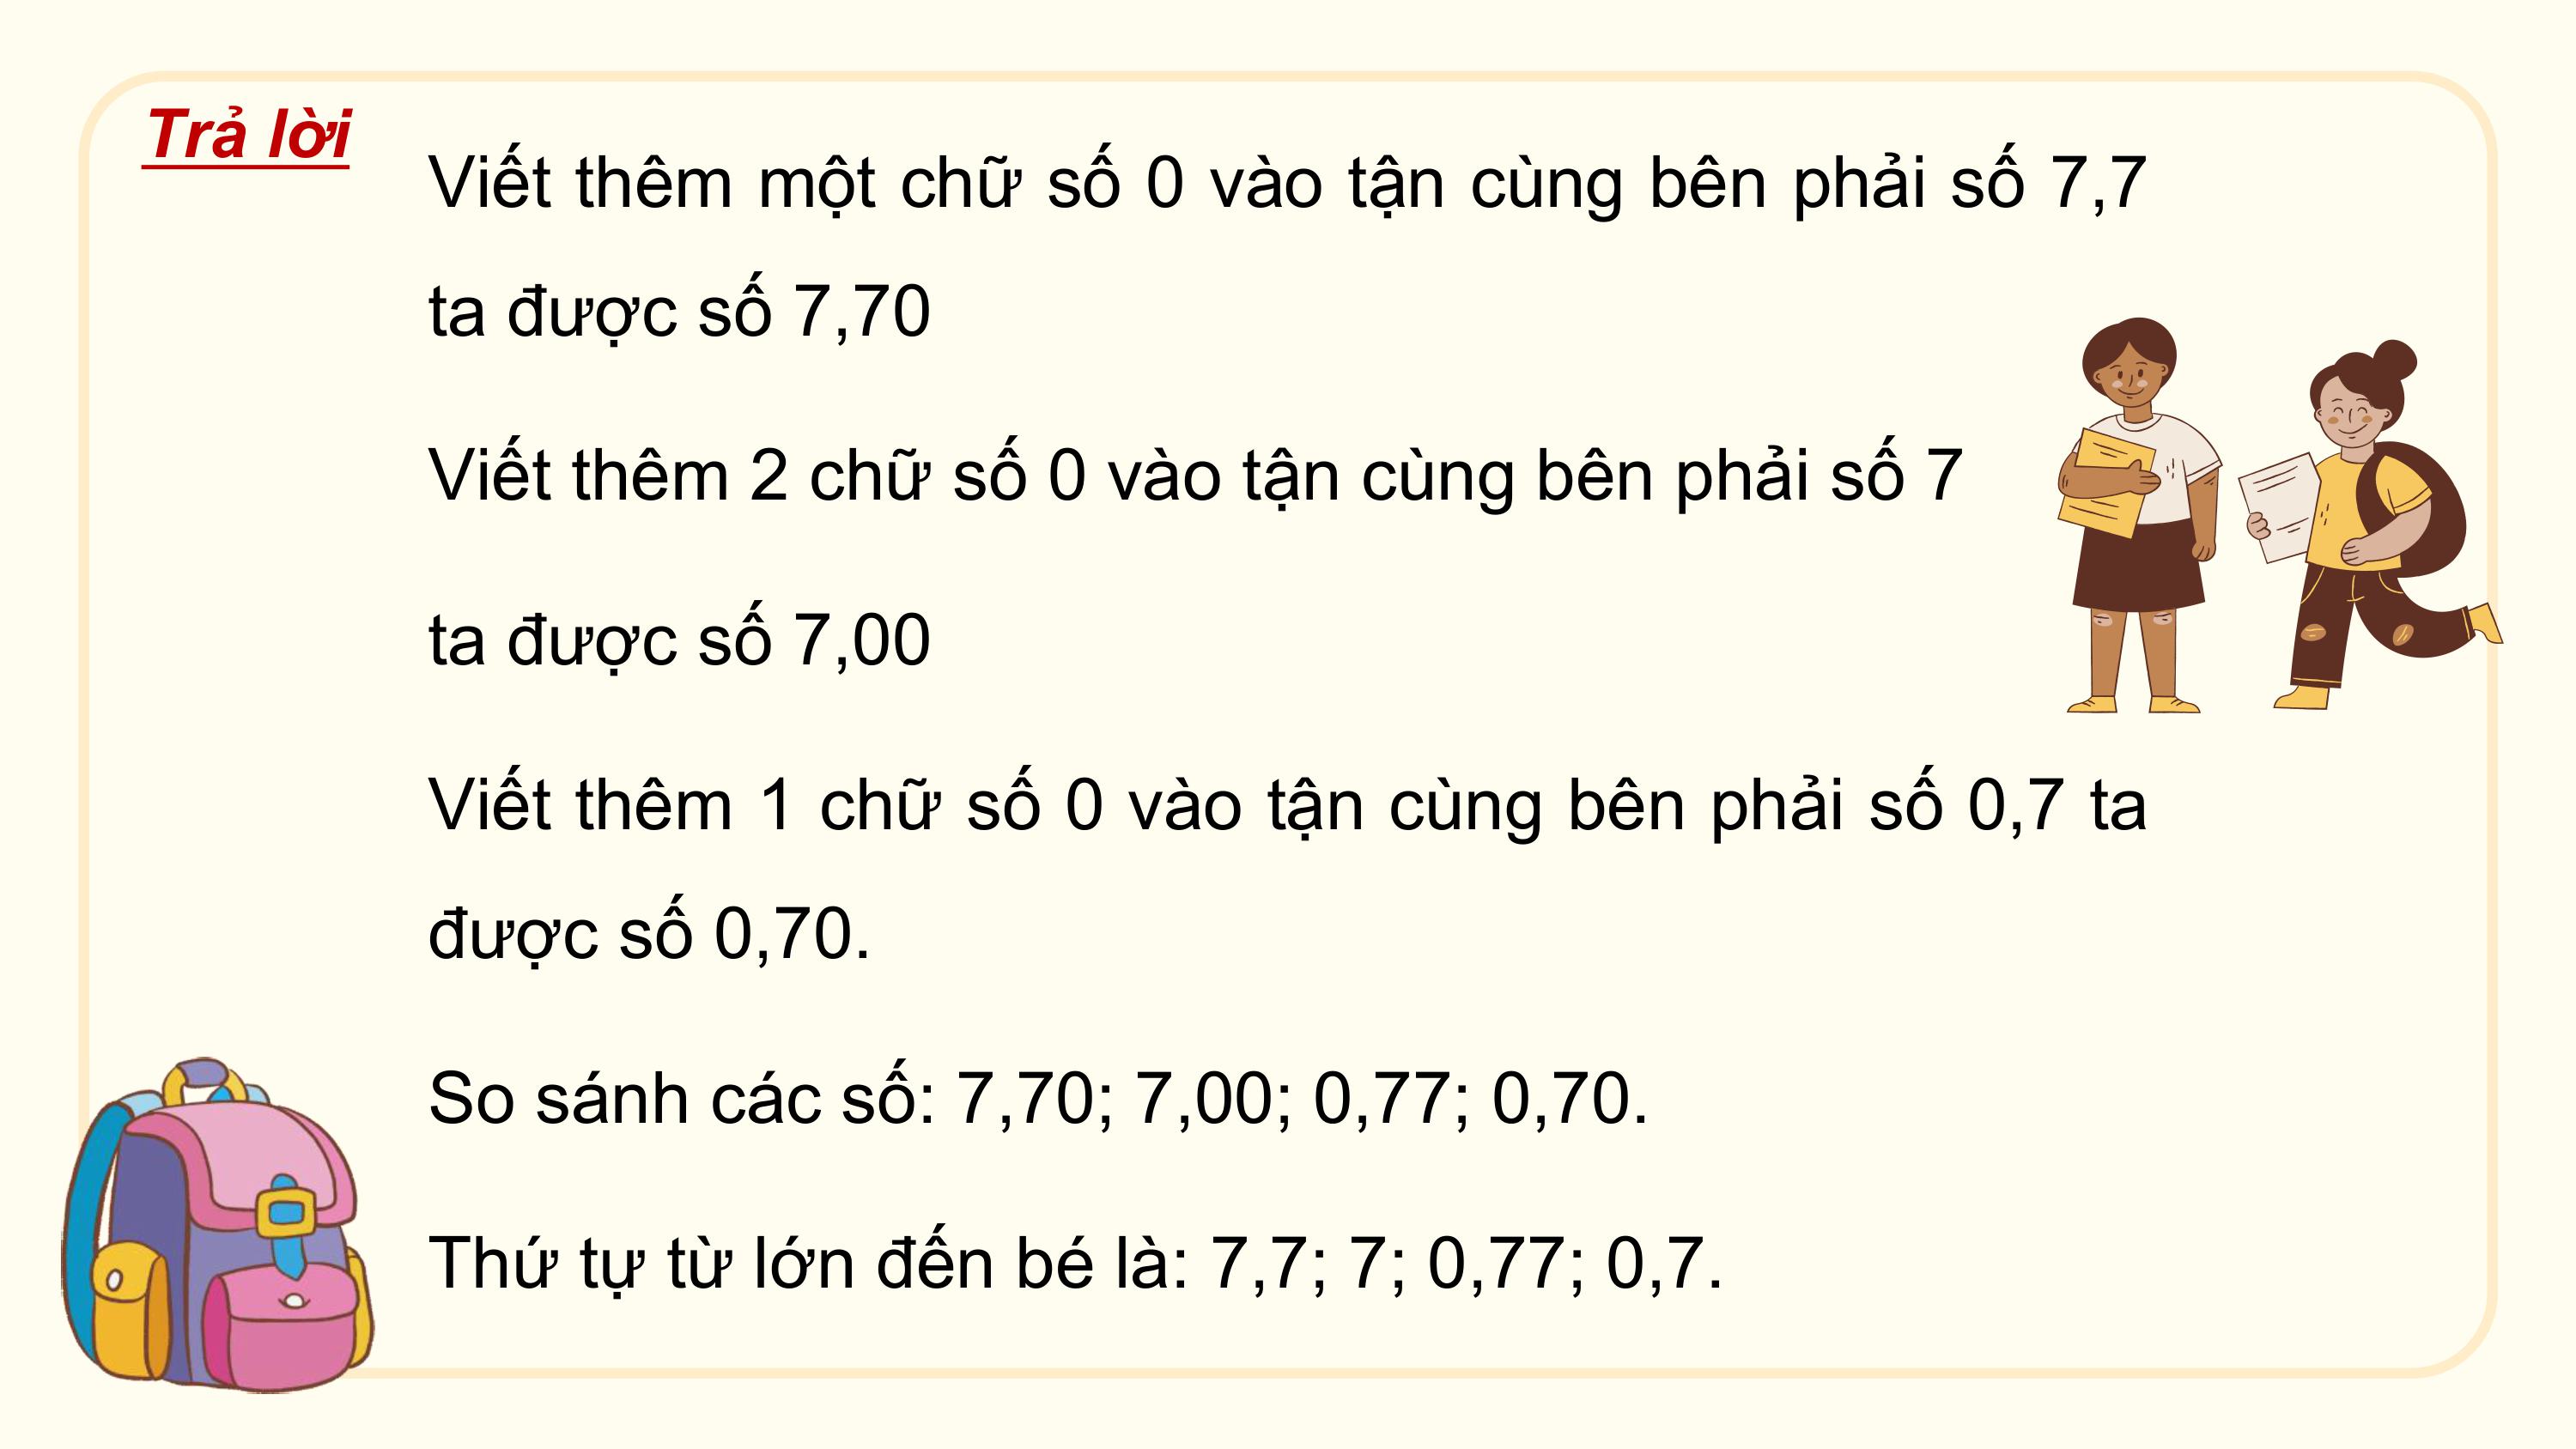 Trả lời
Viết thêm một chữ số 0 vào tận cùng bên phải số 7,7
ta được số 7,70
Viết thêm 2 chữ số 0 vào tận cùng bên phải số 7
ta được số 7,00
Viết thêm 1 chữ số 0 vào tận cùng bên phải số 0,7 ta
được số 0,70.
So sánh các số: 7,70; 7,00; 0,77; 0,70.
Thứ tự từ lớn đến bé là: 7,7; 7; 0,77; 0,7.